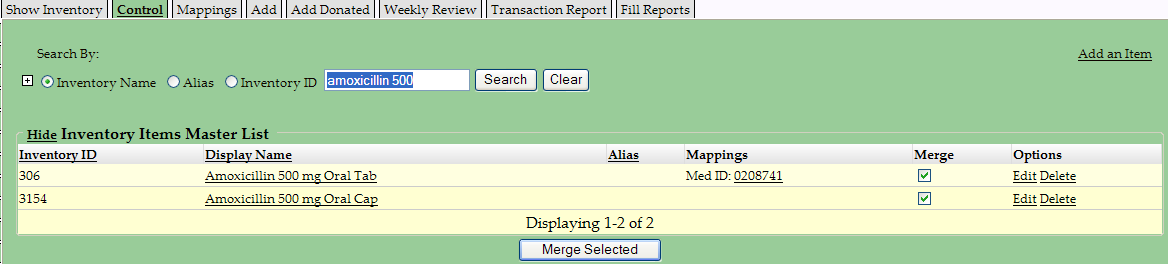 Show Inventory Control Mappings Add Add Donated Weekly Review Transaction Report Fill Reports
Search By: Add an Item
Inventory Name Alias Inventory ID amoxicillin 500 Search Clear
Hide Inventory Items Master List
Inventory ID Display Name Alias Mappings Merge Options
306 Amoxicillin 500 mg Oral Tab Med ID: 0208741 Edit Delete
3154 Amoxicillin 500 mg Oral Cap Edit Delete
Displaying 1-2 of 2
Merge Selected